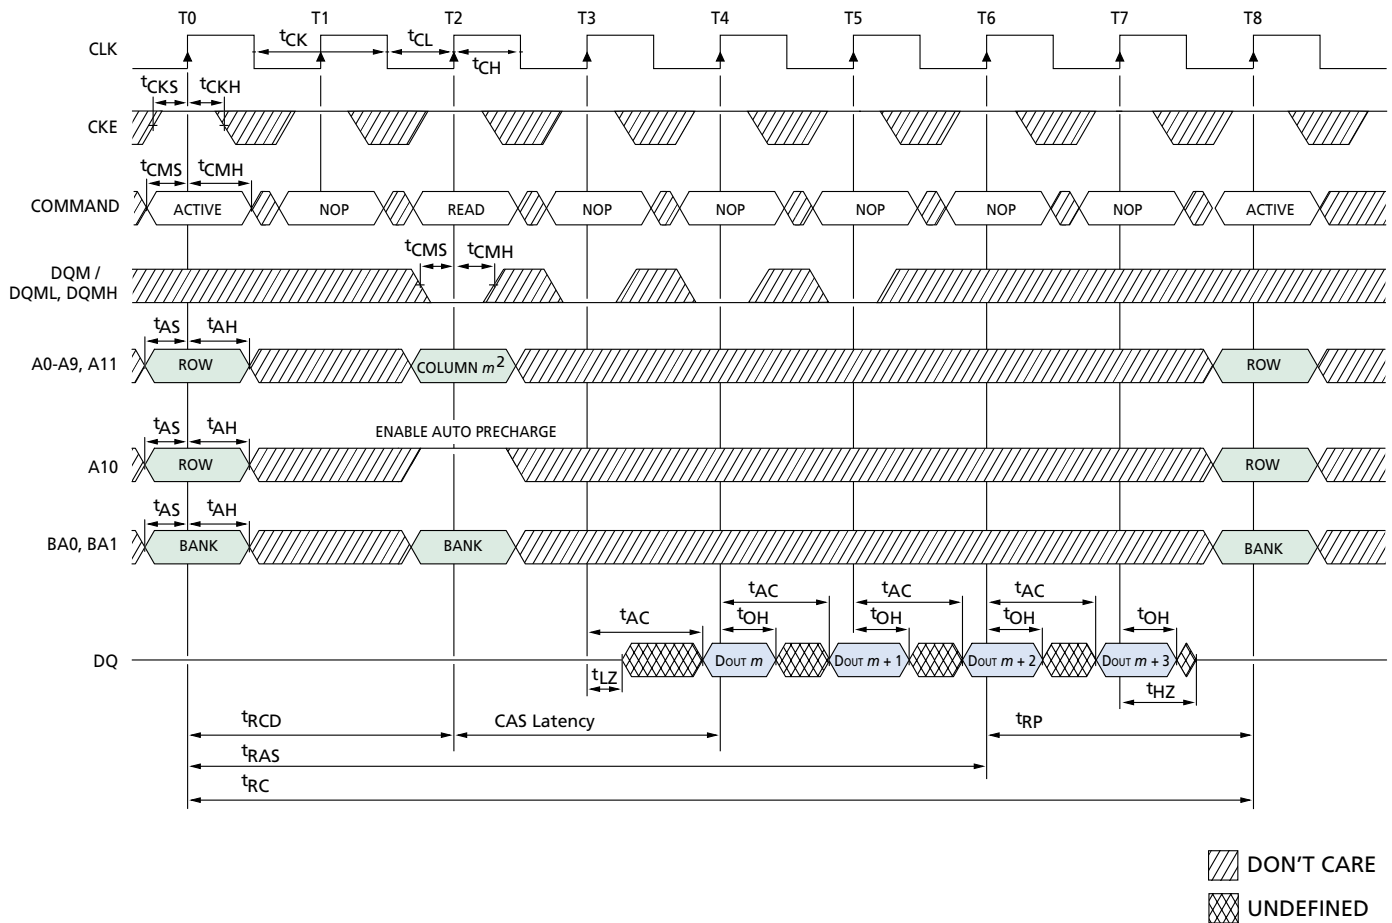 T0 T1 T2 T3 T4 T5 T6 T7 T8
CLK
tCK tCL
tCH
tCKS tCKH
CKE
tCMS tCMH
COMMAND ACTIVE NOP READ NOP NOP NOP NOP NOP ACTIVE
tCMS tCMH
DQM /
DQML, DQMH
tAS tAH
A0-A9, A11 ROW COLUMN m2 ROW
ENABLE AUTO PRECHARGE
tAS tAH
A10 ROW ROW
tAS tAH
BA0, BA1 BANK BANK BANK
tAC tAC tAC
tAC tOH tOH tOH tOH
DQ DOUT m DOUT m + 1 DOUT m + 2 DOUT m + 3
tLZ tHZ
tRCD CAS Latency tRP
tRAS
tRC
DON'T CARE
UNDEFINED